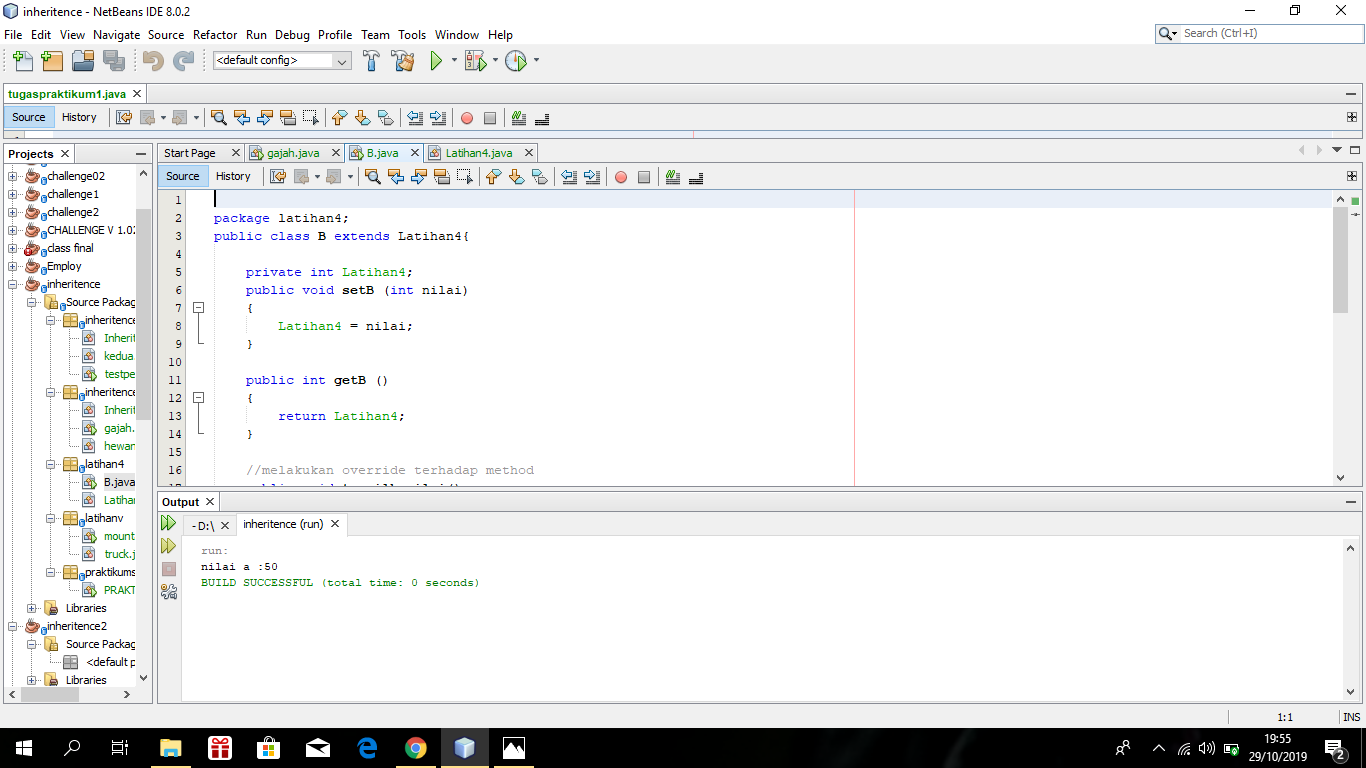 inheritence - NetBeans IDE 8.0.2
File Edit View Navigate Source Refactor Run Debug Profile Team Tools Window Help
Search (Ctrl+I)
<default config>
tugaspraktikum1.java
Source History
Projects
challenge02
challenge1
challenge2
CHALLENGE V 1.02
class final
Employ
inheritence
Source Packag
inheritence
Inherit
kedua
testpe
inheritence
Inherit
gajah.
hewan
latihan4
B.java
Latihan
latihanv
mount
truck.j
praktikums
PRAKT
Libraries
inheritence2
Source Packag
<default p
Libraries
Start Page gajah.java B.java Latihan4.java
Source History
1
2 package latihan4;
3 public class B extends Latihan4{
4
5 private int Latihan4;
6 public void setB (int nilai)
7 {
8 Latihan4 = nilai;
9 }
10
11 public int getB ()
12 {
13 return Latihan4;
14 }
15
16 //melakukan override terhadap method
Output
-D:\ inheritence (run)
run:
nilai a :50
BUILD SUCCESSFUL (total time: 0 seconds)
1:1 INS
19:55
29/10/2019
2